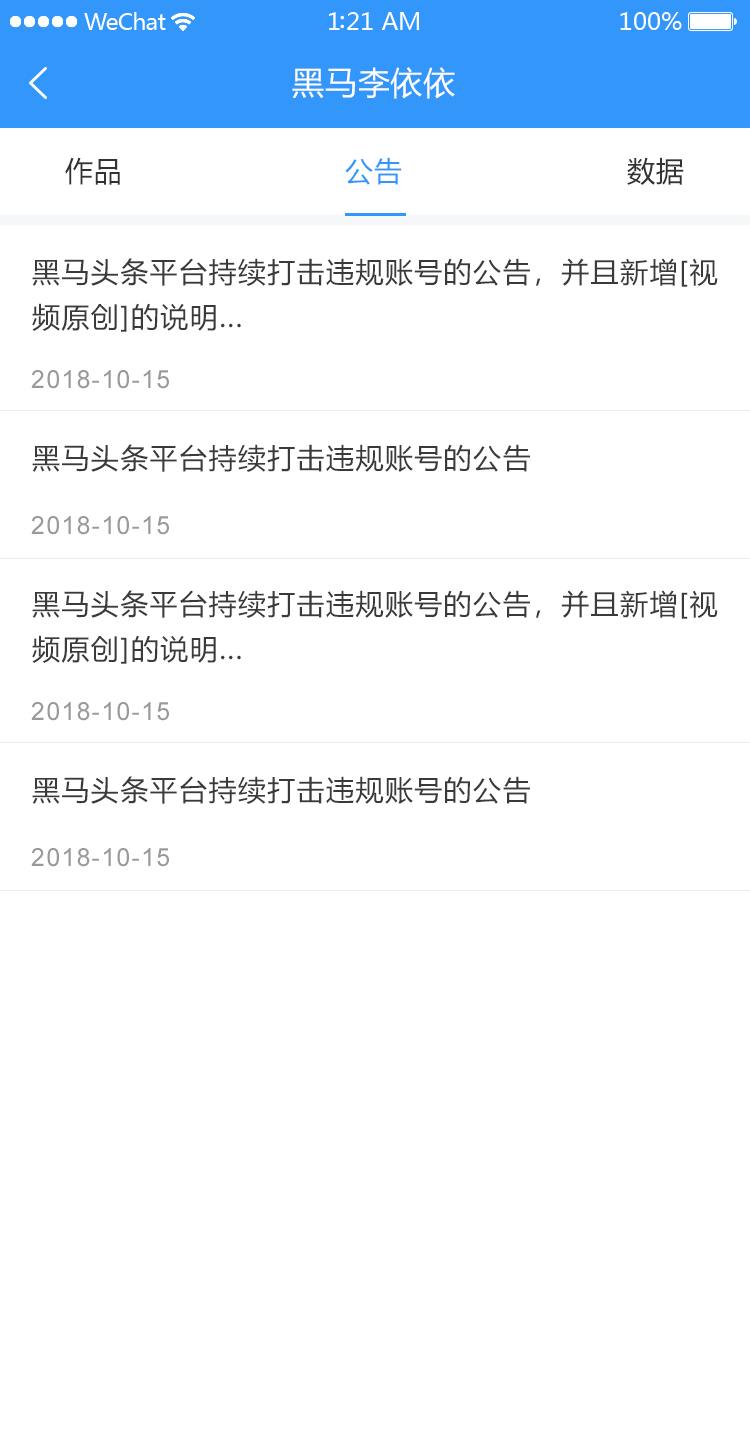 WeChat 1:21 AM 100%
黑马李依依
作品 公告 数据
黑马头条平台持续打击违规账号的公告，并且新增[视
频原创]的说明...
2018-10-15
黑马头条平台持续打击违规账号的公告
2018-10-15
黑马头条平台持续打击违规账号的公告，并且新增[视
频原创]的说明...
2018-10-15
黑马头条平台持续打击违规账号的公告
2018-10-15